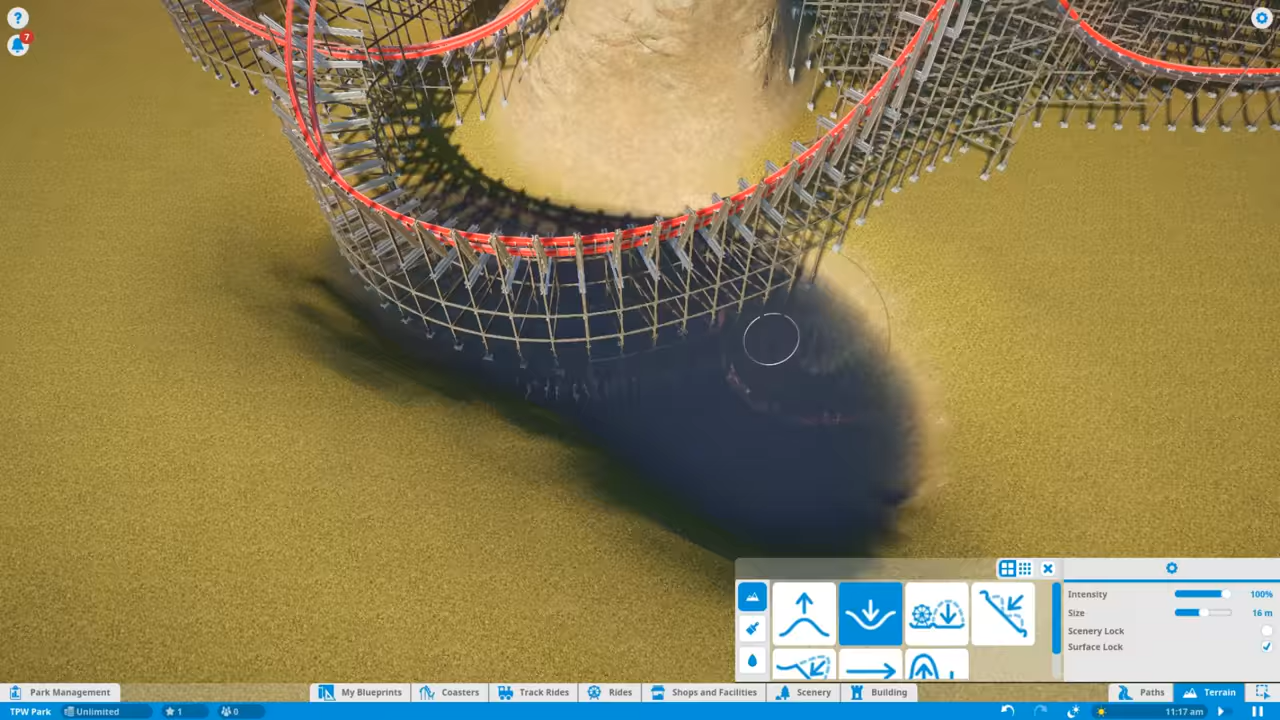 ?
7
Intensity 100%
Size 16 m
Scenery Lock
Surface Lock
Park Management
My Blueprints
Coasters
Track Rides
Rides
Shops and Facilities
Scenery
Building
Paths
Terrain
TPW Park
Unlimited
1
0
11:17 am